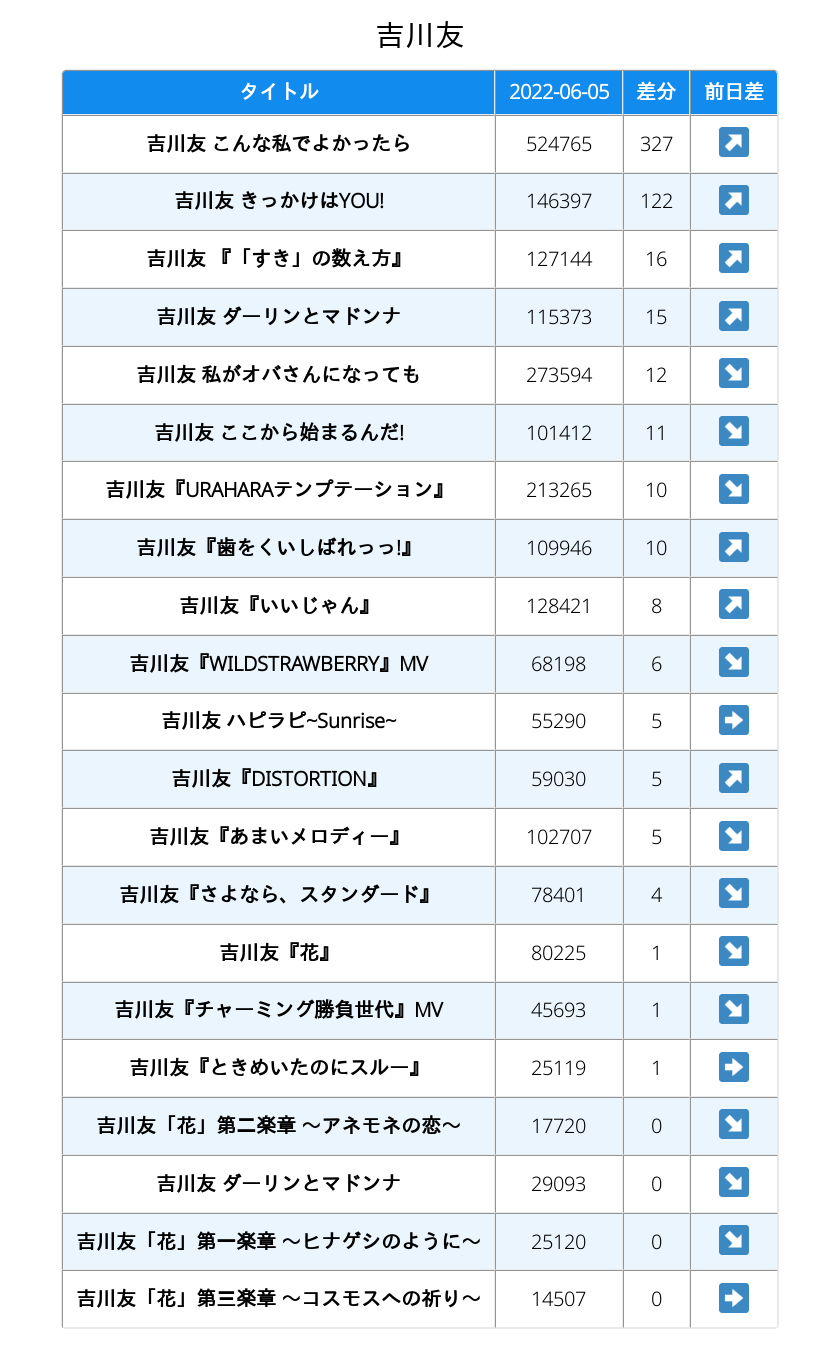 吉川友
タイトル 2022-06-05 差分 前日差
吉川友 こんな私でよかったら 524765 327
吉川友 きっかけはYOU! 146397 122
吉川友 『「すき」の数え方』 127144 16
吉川友 ダーリンとマドンナ 115373 15
吉川友 私がオバさんになっても 273594 12
吉川友 ここから始まるんだ! 101412 11
吉川友『URAHARAテンプテーション』 213265 10
吉川友『歯をくいしばれっっ!』 109946 10
吉川友『いいじゃん』 128421 8
吉川友『WILDSTRAWBERRY』MV 68198 6
吉川友 ハピラピ~Sunrise~ 55290 5
吉川友『DISTORTION』 59030 5
吉川友『あまいメロディー』 102707 5
吉川友『さよなら、スタンダード』 78401 4
吉川友『花』 80225 1
吉川友『チャーミング勝負世代』MV 45693 1
吉川友『ときめいたのにスルー』 25119 1
吉川友「花」第二楽章 〜アネモネの恋〜 17720 0
吉川友 ダーリンとマドンナ 29093 0
吉川友「花」第一楽章 〜ヒナゲシのように〜 25120 0
吉川友「花」第三楽章 〜コスモスへの祈り〜 14507 0